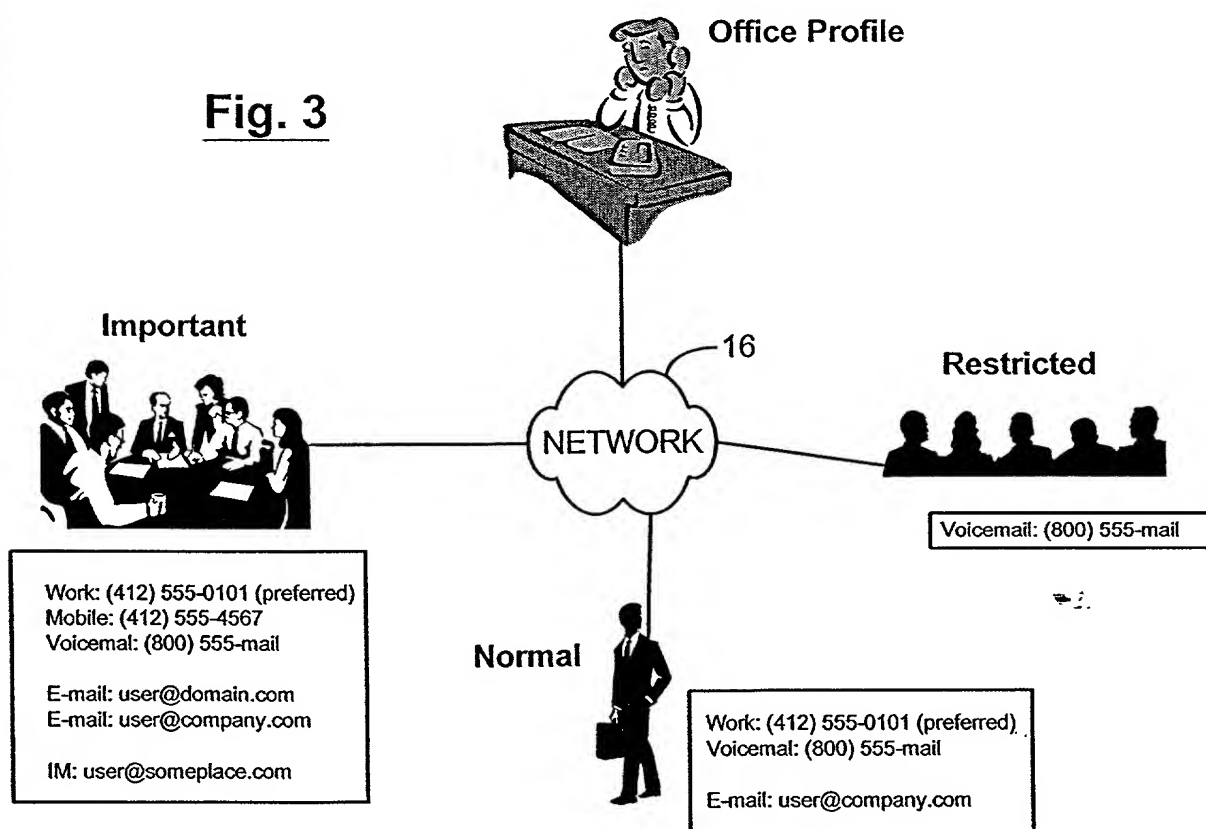 Office Profile
Fig. 3
Important
16
Restricted
NETWORK
Voicemail: (800) 555-mail
Work: (412) 555-0101 (preferred)
Mobile: (412) 555-4567
Voicemal: (800) 555-mail
E-mail: user@domain.com
E-mail: user@company.com
IM: user@someplace.com
Normal
Work: (412) 555-0101 (preferred)
Voicemal: (800) 555-mail
E-mail: user@company.com